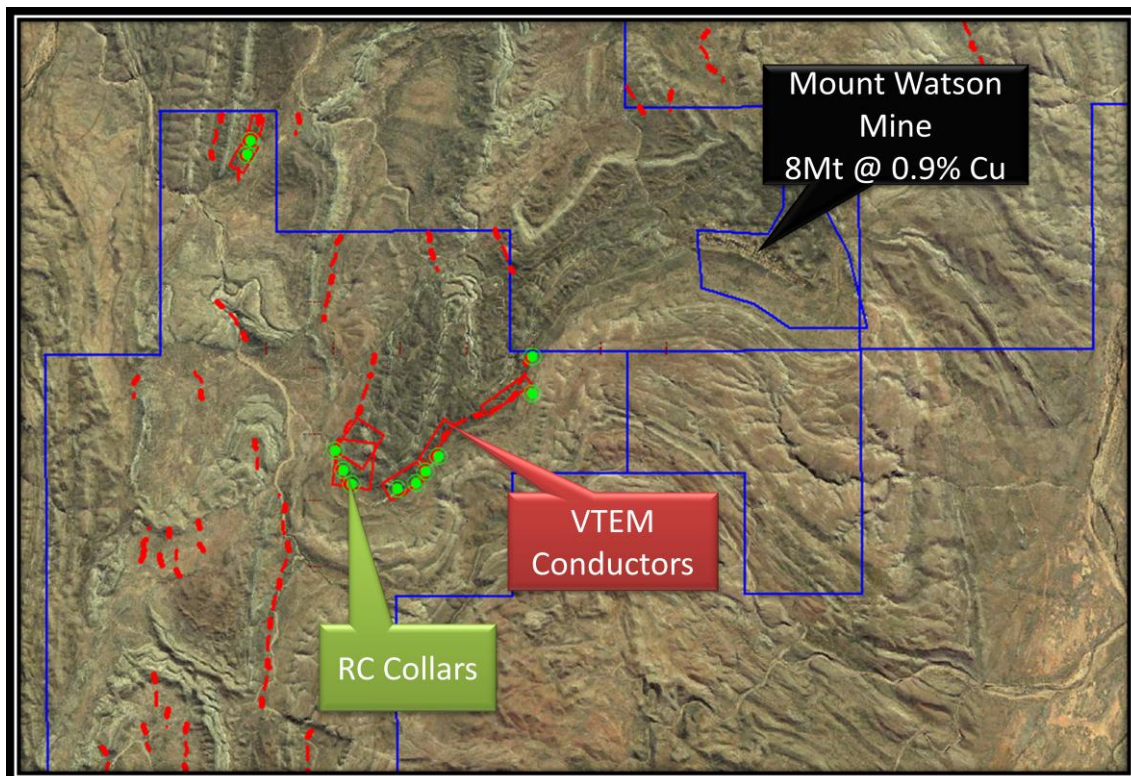 Mount Watson
Mine
8Mt @ 0.9% Cu
VTEM
Conductors
RC Collars